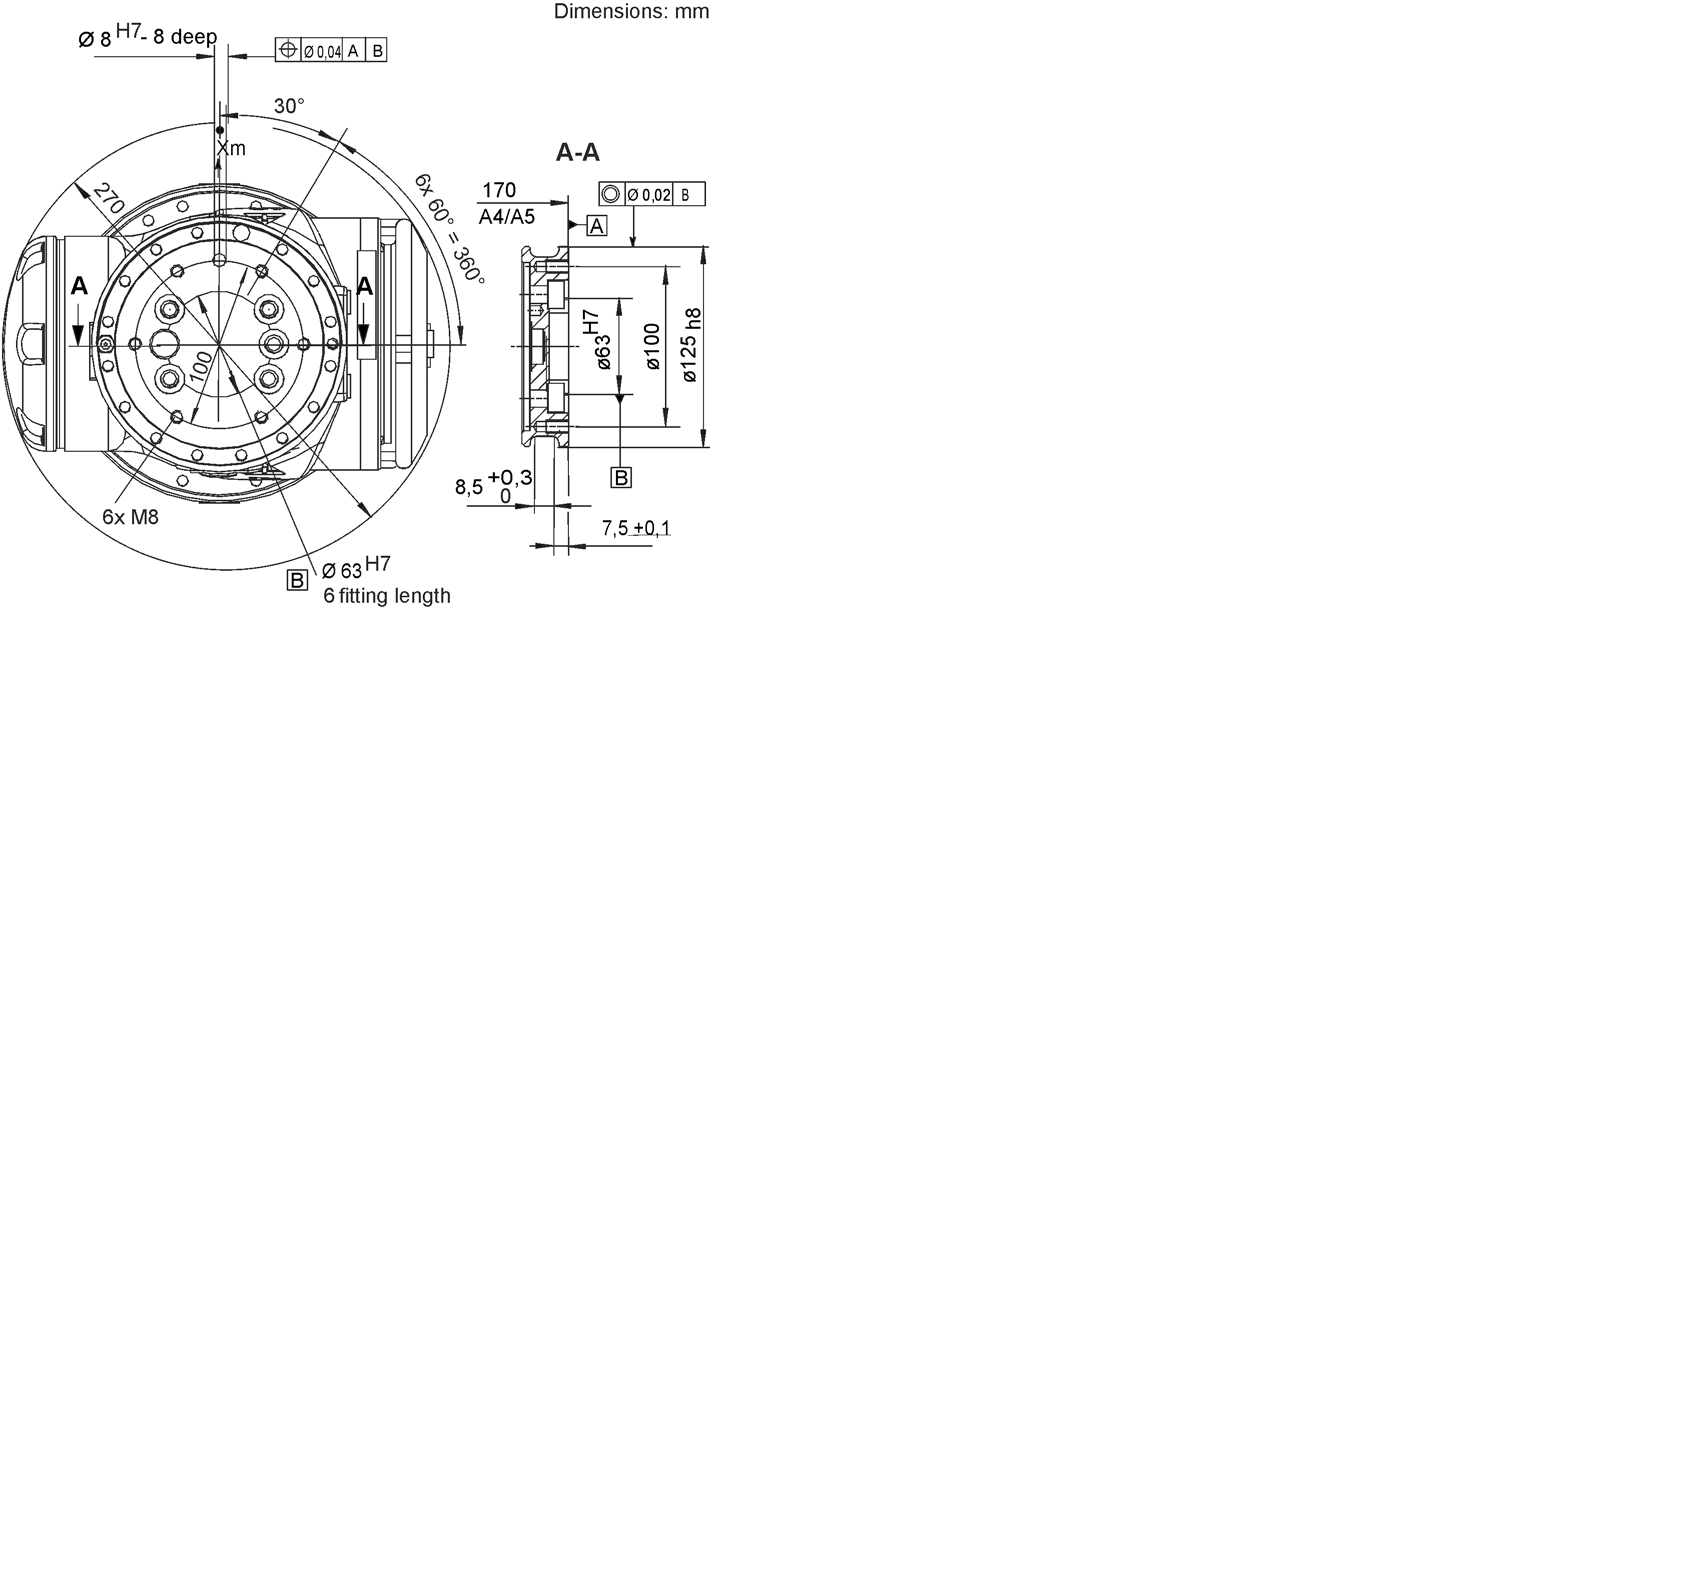 Dimensions: mm
Ø 8 H7 - 8 deep
Ø 0,04 A B
30°
Xm
A-A
270
6x 60° = 360°
170
A4/A5
Ø 0,02 B
A
A
A
100
ø63 H7
ø100
ø125 h8
B
8,5 +0,3
0
7,5 ±0,1
6x M8
B
Ø 63 H7
6 fitting length